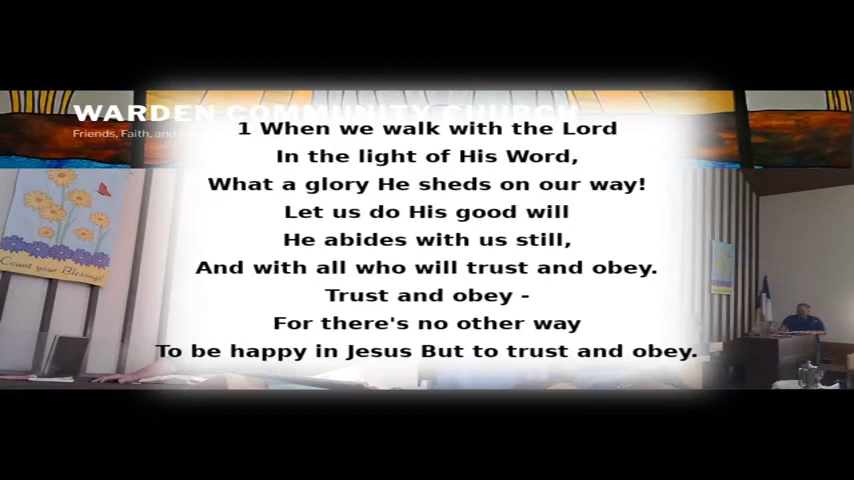 WARDEN COMMUNITY CHURCH
Friends, Faith, and
1 When we walk with the Lord
In the light of His Word,
What a glory He sheds on our way!
Let us do His good will
He abides with us still,
And with all who will trust and obey.
Trust and obey -
For there's no other way
To be happy in Jesus But to trust and obey.
Count your Blessings